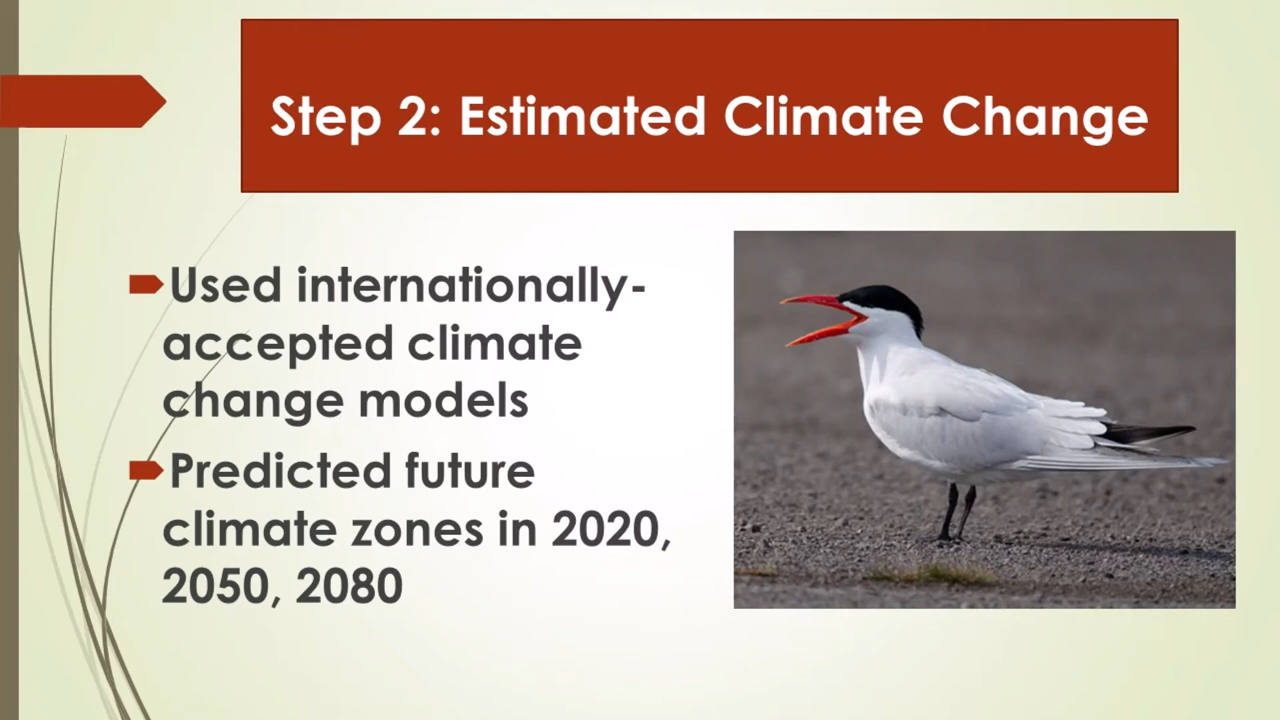 Step 2: Estimated Climate Change
Used internationally-
accepted climate
change models
Predicted future
climate zones in 2020,
2050, 2080